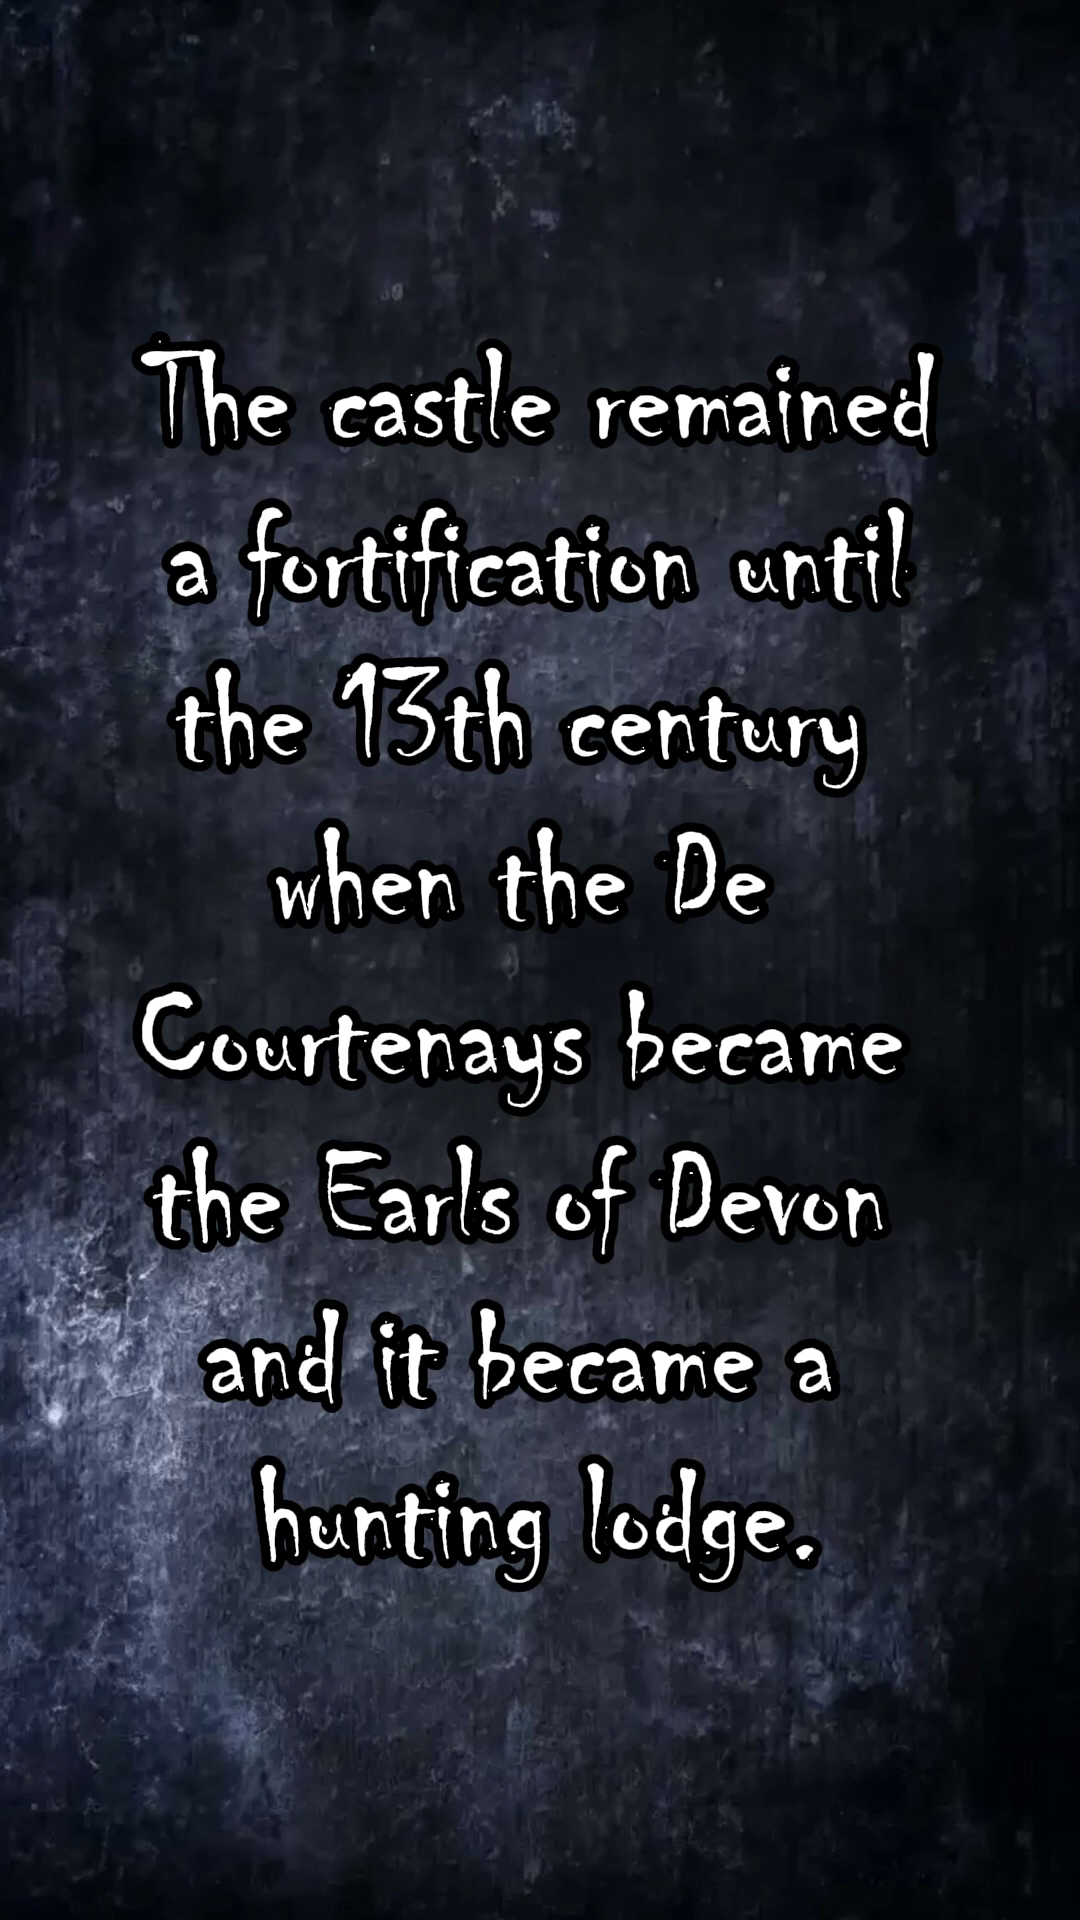 The castle remained
a fortification until
the 13th century
when the De
Courtenays became
the Earls of Devon
and it became a
hunting lodge.